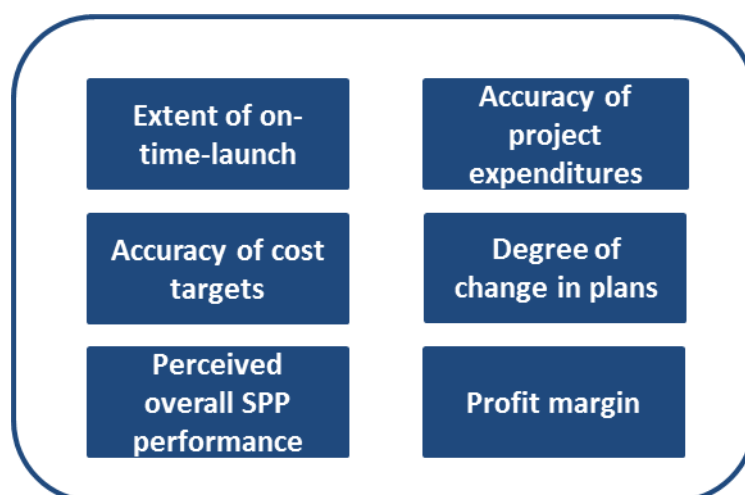 Extent of on-
time-launch
Accuracy of
project
expenditures
Accuracy of cost
targets
Degree of
change in plans
Perceived
overall SPP
performance
Profit margin